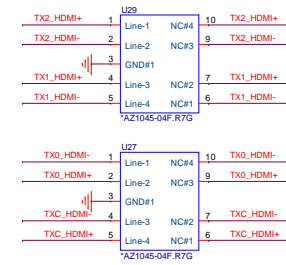 U29
TX2_HDMI+ 1 Line-1 NC#4 10 TX2_HDMI+
TX2_HDMI- 2 Line-2 NC#3 9 TX2_HDMI-
3 GND#1
TX1_HDMI+ 4 Line-3 NC#2 7 TX1_HDMI+
TX1_HDMI- 5 Line-4 NC#1 6 TX1_HDMI-
*AZ1045-04F.R7G
U27
TX0_HDMI- 1 Line-1 NC#4 10 TX0_HDMI-
TX0_HDMI+ 2 Line-2 NC#3 9 TX0_HDMI+
3 GND#1
TXC_HDMI- 4 Line-3 NC#2 7 TXC_HDMI-
TXC_HDMI+ 5 Line-4 NC#1 6 TXC_HDMI+
*AZ1045-04F.R7G